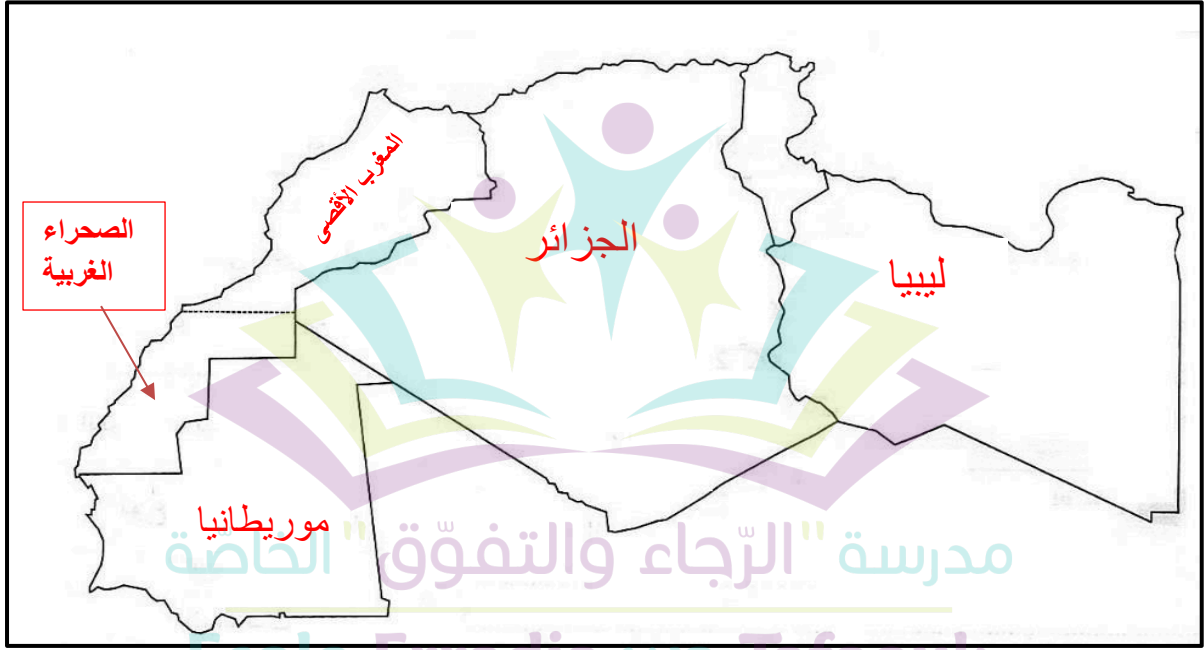 المغرب الأقصى
الصحراء
الغربية
الجزائر
ليبيا
موريطانيا
مدرسة "الرّجاء والتفوّق" الخاصّة